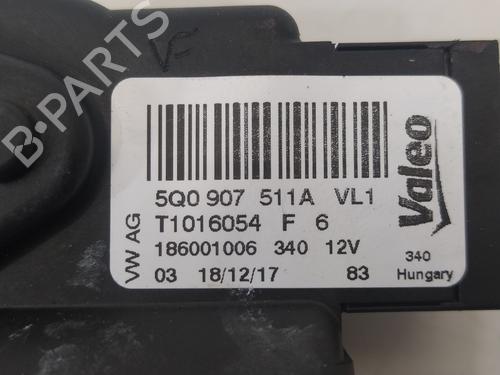 VF
5Q0 907 511A VL1
T1016054 F 6
186001006 340 12V
03 18/12/17 83
VW AG
Valeo
340
Hungary
B-PARTS